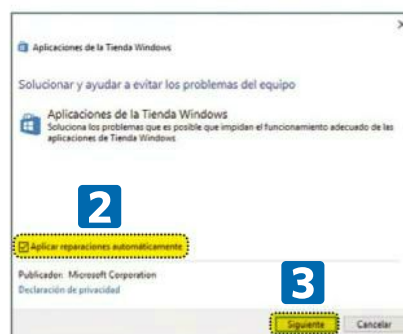 Aplicaciones de la Tienda Windows
Solucionar y ayudar a evitar los problemas del equipo
Aplicaciones de la Tienda Windows
Soluciona los problemas que es posible que impidan el funcionamiento adecuado de las
aplicaciones de Tienda Windows
2
Aplicar reparaciones automáticamente
Publicador: Microsoft Corporation
3
Declaración de privacidad
Siguiente
Cancelar